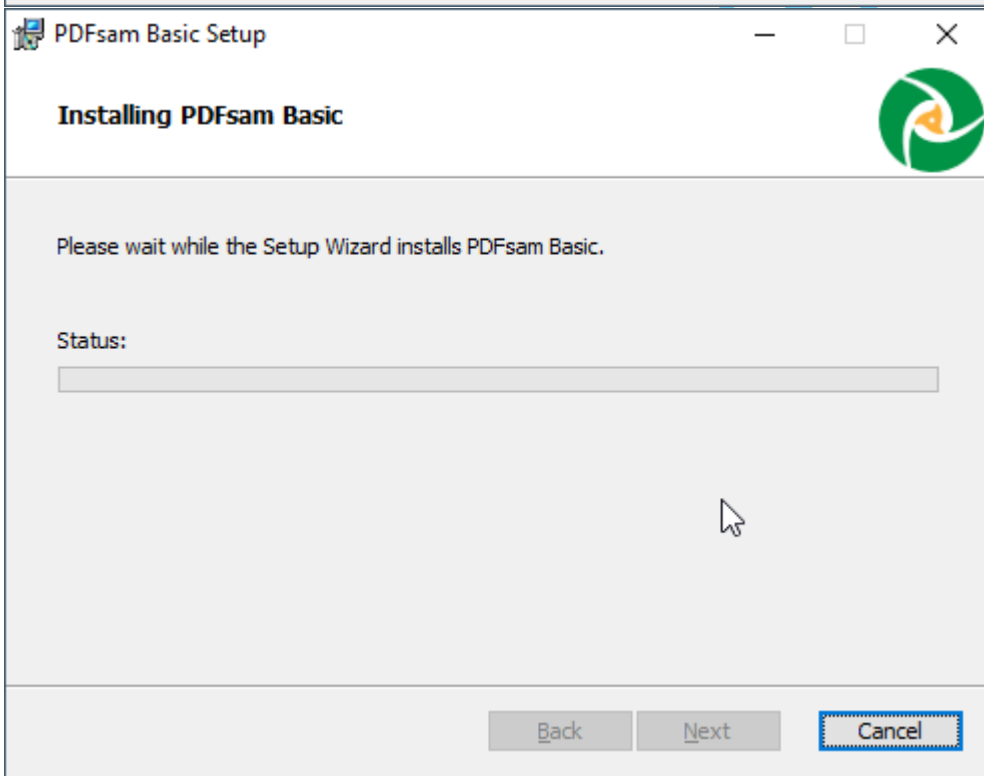 PDFsam Basic Setup
Installing PDFsam Basic
Please wait while the Setup Wizard installs PDFsam Basic.
Status:
Back Next Cancel